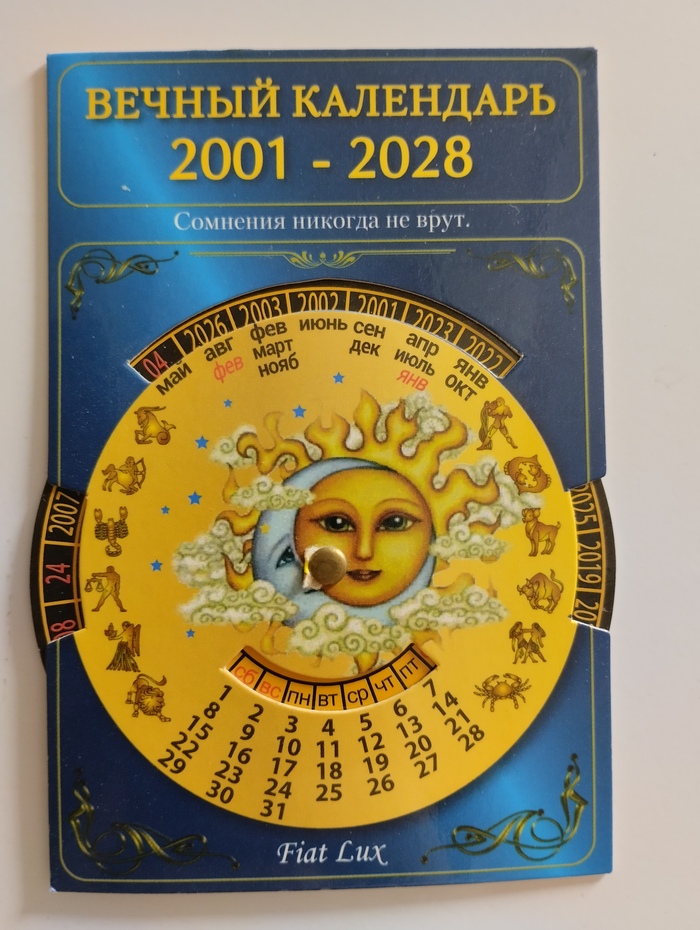 ВЕЧНЫЙ КАЛЕНДАРЬ
2001 - 2028
Сомнения никогда не врут.
04 2026 2003 2002 2001 2023 2022
май авг фев июнь сен апр янв
фев март дек июль окт
нояб янв
2007 2025
24 2019
8 20
сб вс пн вт ср чт пт
1 2 3 4 5 6 7
8 9 10 11 12 13 14
15 16 17 18 19 20 21
22 23 24 25 26 27 28
29 30 31
Fiat Lux